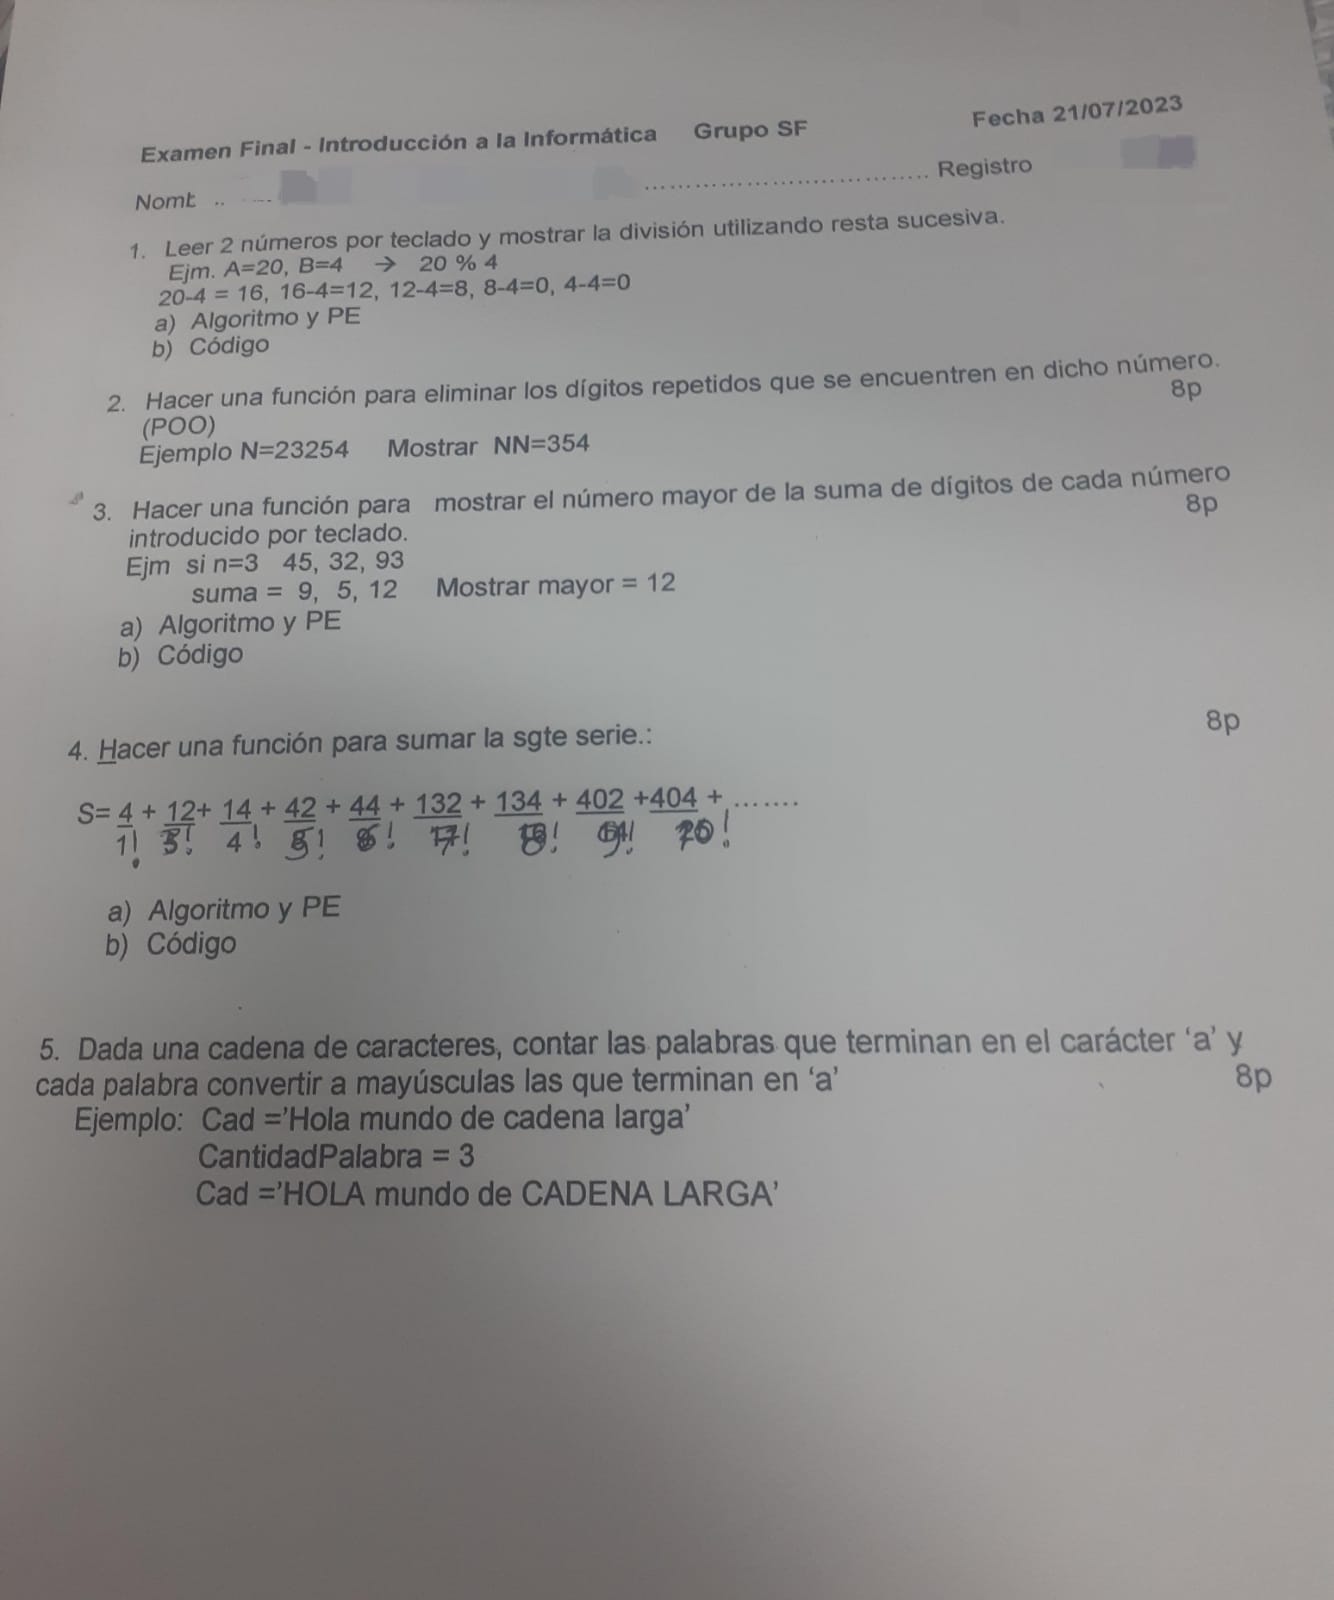 Examen Final - Introducción a la Informática Grupo SF Fecha 21/07/2023
Registro
1. Leer 2 números por teclado y mostrar la división utilizando resta sucesiva.
Ejm. A=20, B=4 → 20 % 4
20-4 = 16, 16-4=12, 12-4=8, 8-4=0, 4-4=0
a) Algoritmo y PE
b) Código
2. Hacer una función para eliminar los dígitos repetidos que se encuentren en dicho número.
(POO) 8p
Ejemplo N=23254 Mostrar NN=354
3. Hacer una función para mostrar el número mayor de la suma de dígitos de cada número
introducido por teclado. 8p
Ejm si n=3 45, 32, 93
suma = 9, 5, 12 Mostrar mayor = 12
a) Algoritmo y PE
b) Código
4. Hacer una función para sumar la sgte serie.: 8p
S= 4 + 12+ 14 + 42 + 44 + 132 + 134 + 402 +404 + .......
1! 3! 4! 5! 6! 7! 8! 9!
a) Algoritmo y PE
b) Código
5. Dada una cadena de caracteres, contar las palabras que terminan en el carácter ‘a’ y
cada palabra convertir a mayúsculas las que terminan en ‘a’ 8p
Ejemplo: Cad =’Hola mundo de cadena larga’
CantidadPalabra = 3
Cad =’HOLA mundo de CADENA LARGA’